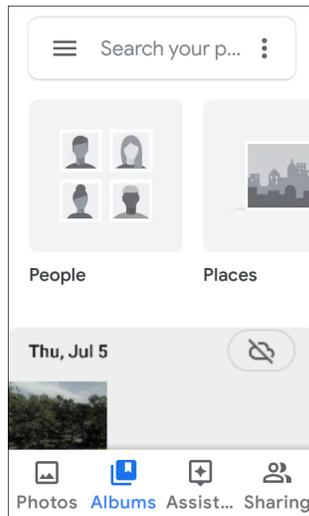 Search your p...
People
Places
Thu, Jul 5
Photos Albums Assist... Sharing